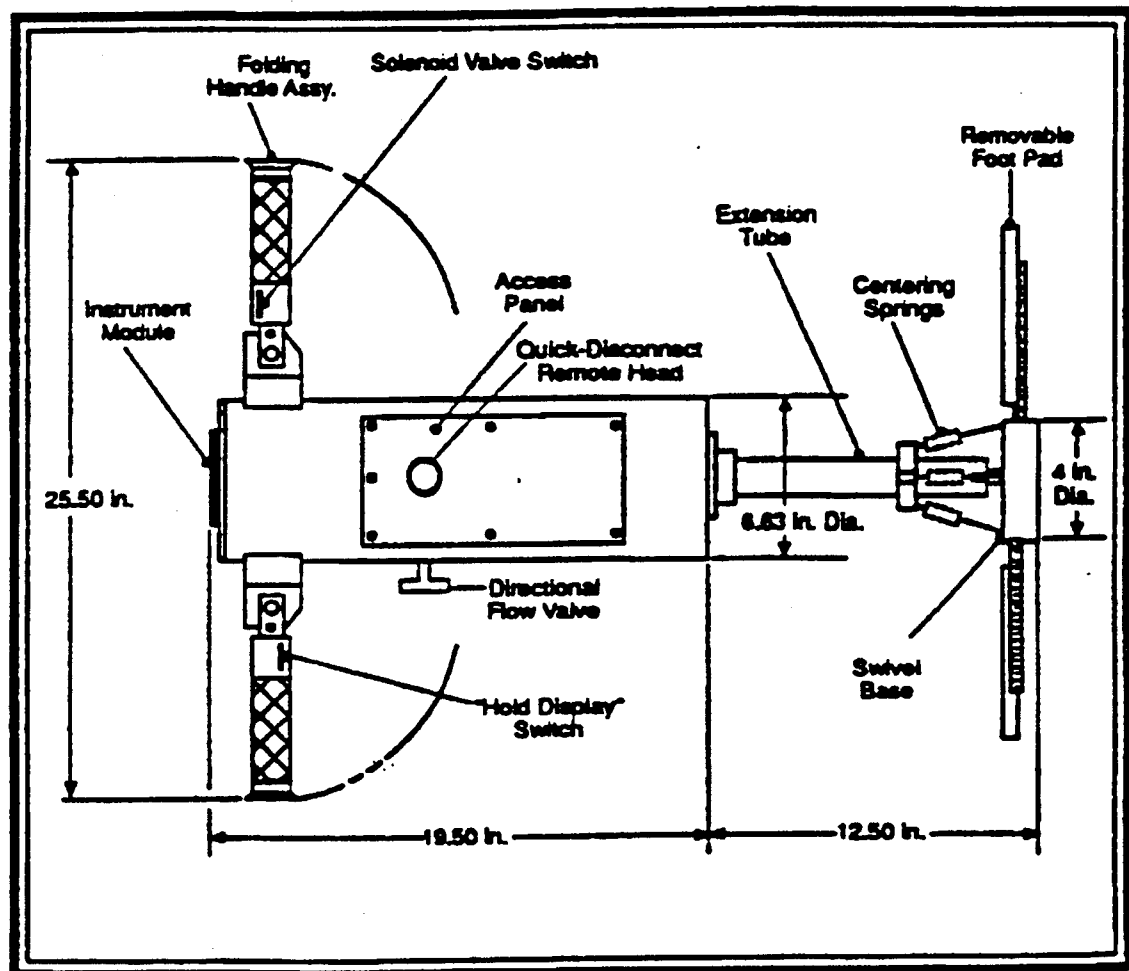 Folding
Handle Assy.
Solenoid Valve Switch
Removable
Foot Pad
Extension
Tube
Centering
Springs
Access
Panel
Instrument
Module
Quick-Disconnect
Remote Head
25.50 in.
6.63 in. Dia.
4 in.
Dia.
Directional
Flow Valve
Swivel
Base
"Hold Display"
Switch
19.50 in.
12.50 in.